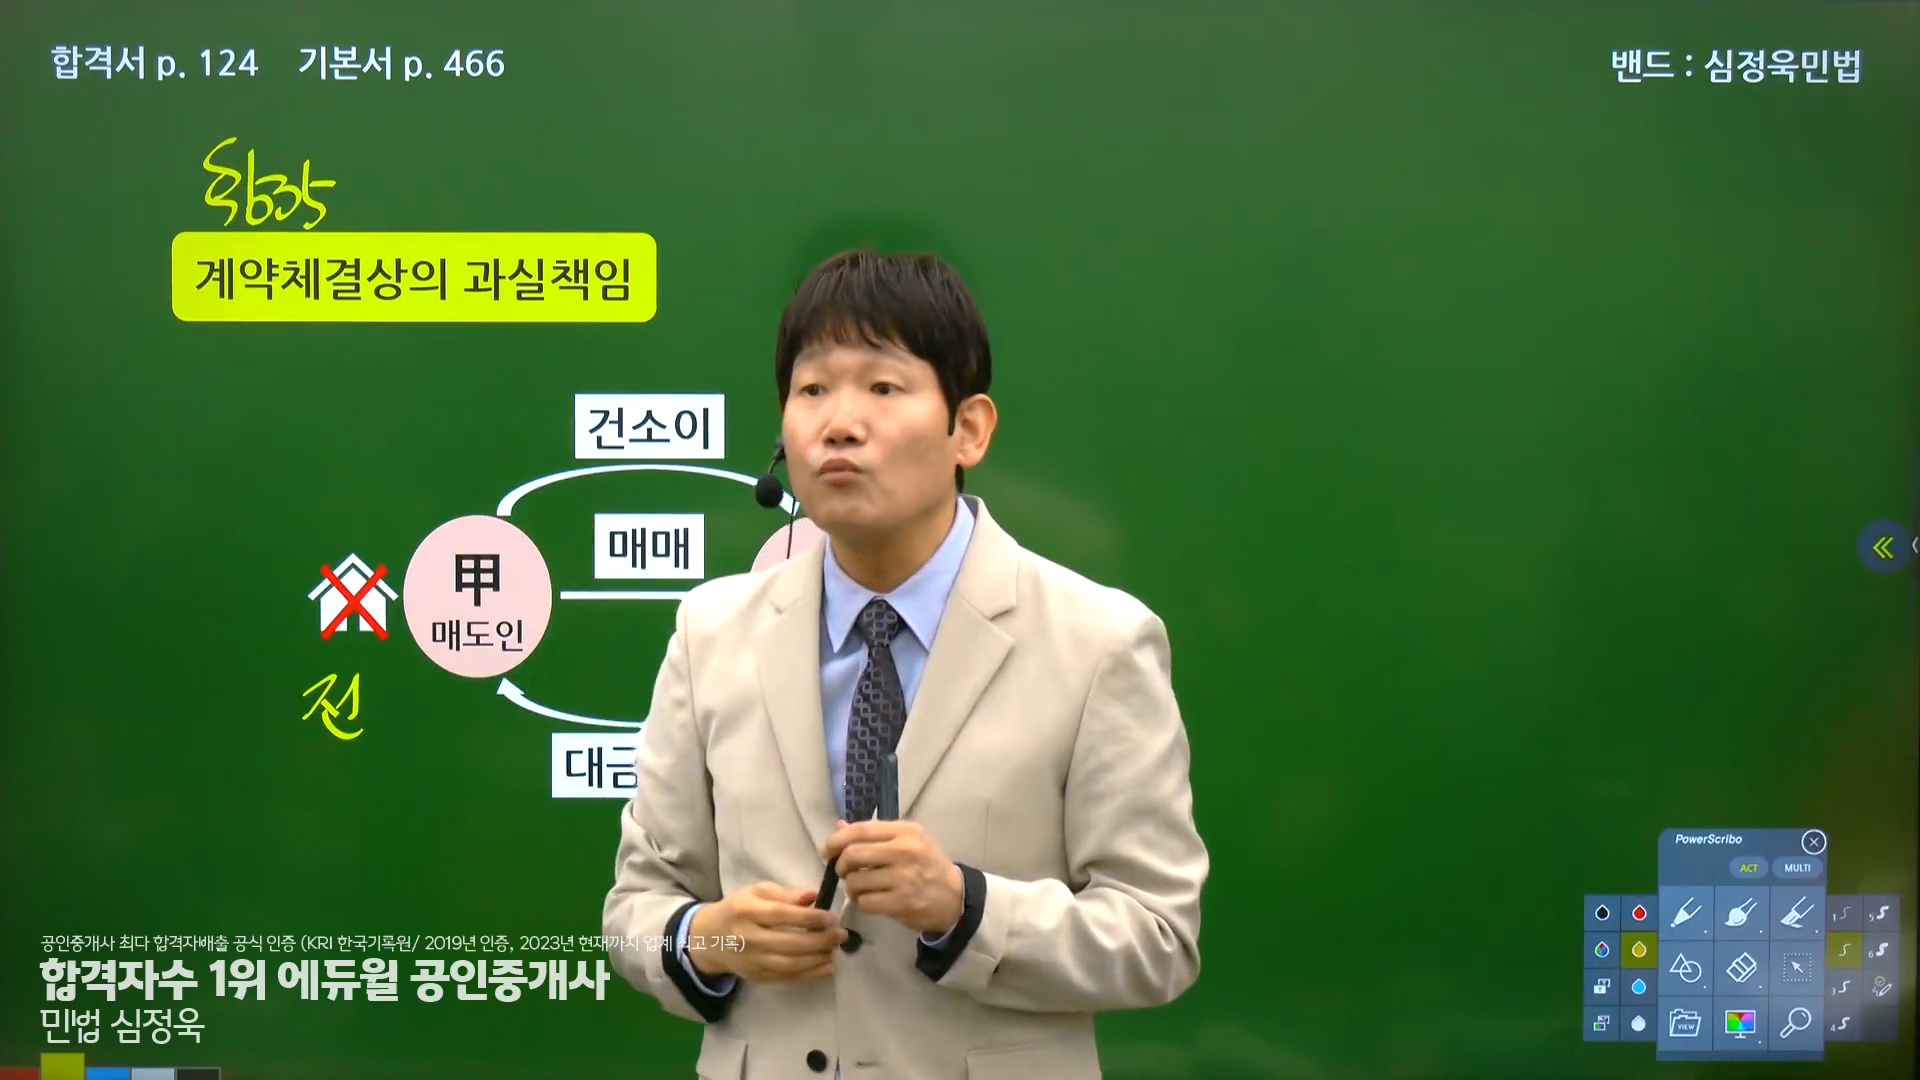 합격서 p. 124 기본서 p. 466
밴드 : 심정욱민법
계약체결상의 과실책임
건소이
매매
甲
매도인
전
대금
공인중개사 최다 합격자배출 공식 인증 (KRI 한국기록원/ 2019년 인증, 2023년 현재까지 업계 최고 기록)
합격자수 1위 에듀윌 공인중개사
민법 심정욱
PowerScribo
ACT MULTI
VIEW